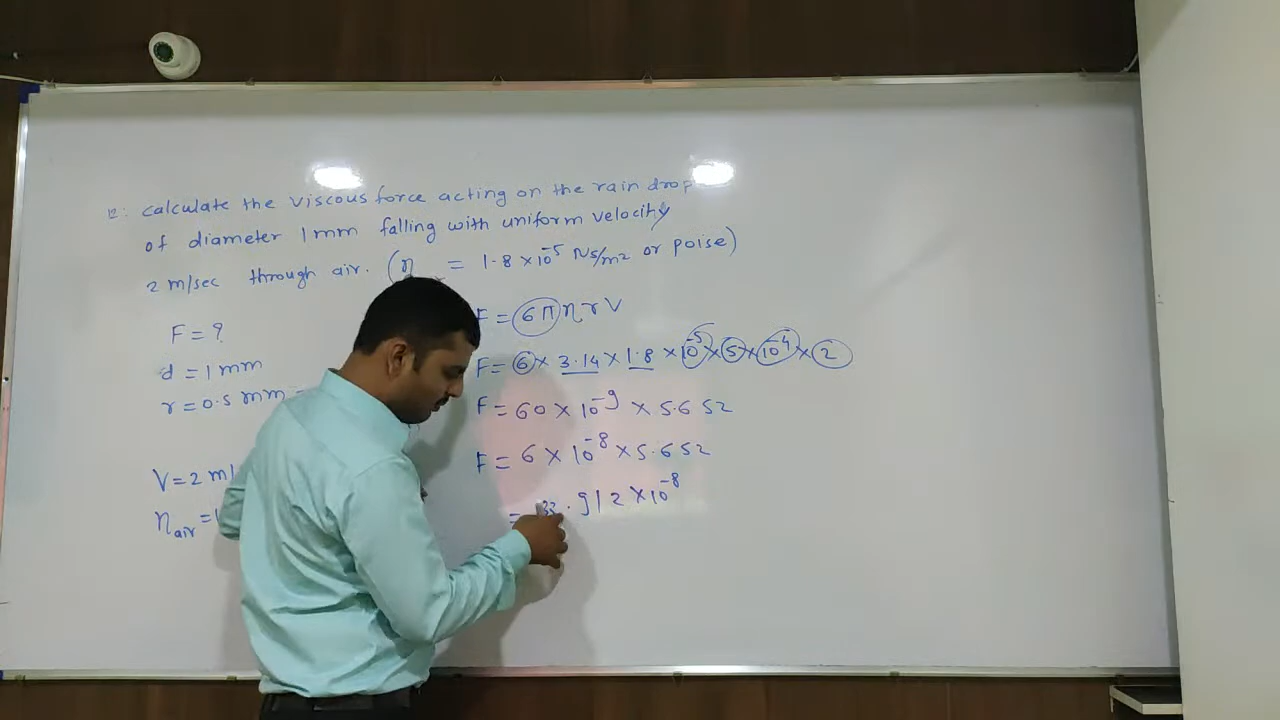 12: calculate the viscous force acting on the rain drop
of diameter 1mm falling with uniform velocity
2 m/sec through air. (η = 1.8 × 10⁻⁵ Ns/m² or poise)
F = ?
d = 1 mm
r = 0.5 mm =
V = 2 m/
η air =
F = 6πηrV
F = 6 × 3.14 × 1.8 × 10⁻⁵ × 5 × 10⁻⁴ × 2
F = 60 × 10⁻⁹ × 5.652
F = 6 × 10⁻⁸ × 5.652
= 33.912 × 10⁻⁸